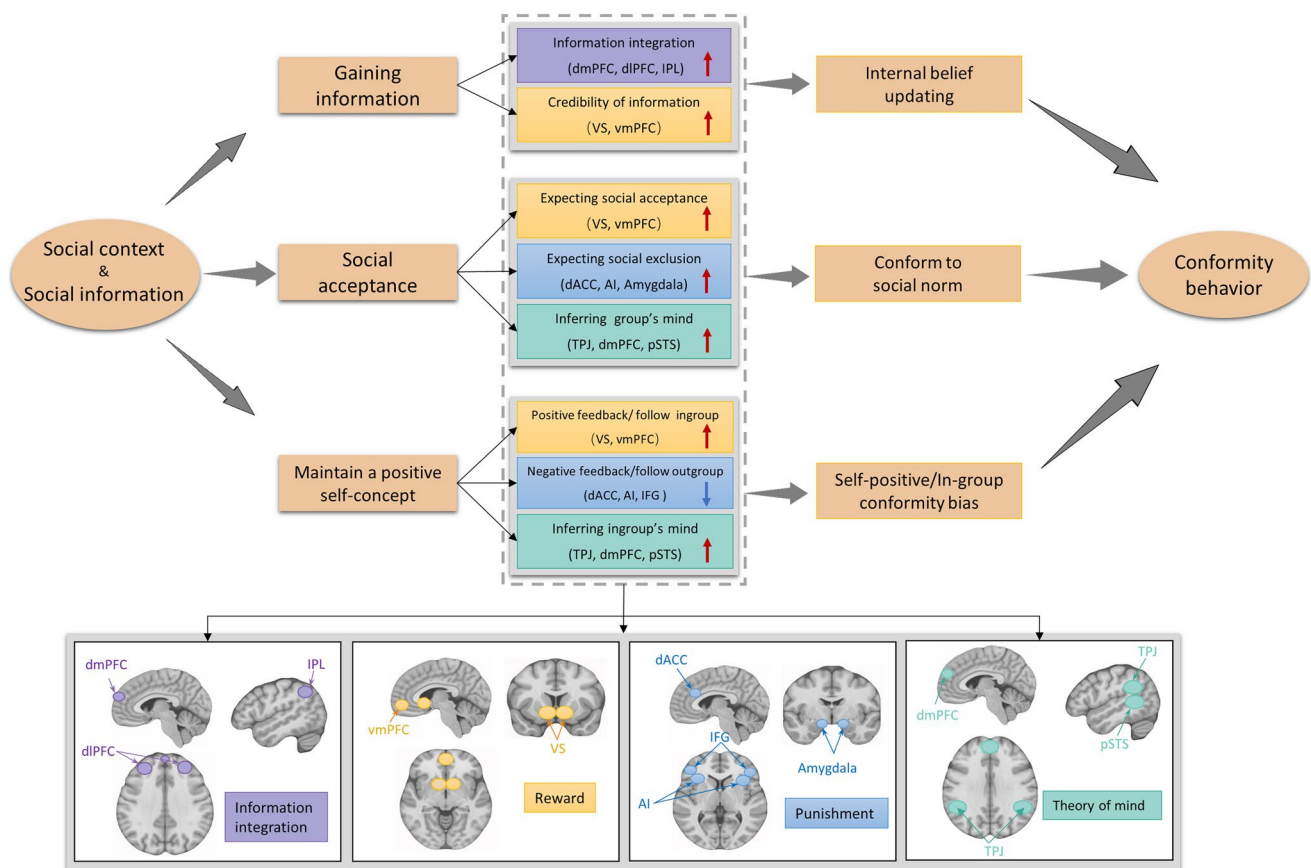 Social context
&
Social information
Gaining
information
Social
acceptance
Maintain a positive
self-concept
Information integration
(dmPFC, dlPFC, IPL)
Credibility of information
(VS, vmPFC)
Expecting social acceptance
(VS, vmPFC)
Expecting social exclusion
(dACC, AI, Amygdala)
Inferring group's mind
(TPJ, dmPFC, pSTS)
Positive feedback/ follow ingroup
(VS, vmPFC)
Negative feedback/follow outgroup
(dACC, AI, IFG )
Inferring ingroup's mind
(TPJ, dmPFC, pSTS)
Internal belief
updating
Conform to
social norm
Self-positive/In-group
conformity bias
Conformity
behavior
dmPFC
IPL
dlPFC
Information
integration
vmPFC
VS
Reward
dACC
IFG
Amygdala
AI
Punishment
TPJ
dmPFC
pSTS
Theory of mind
TPJ